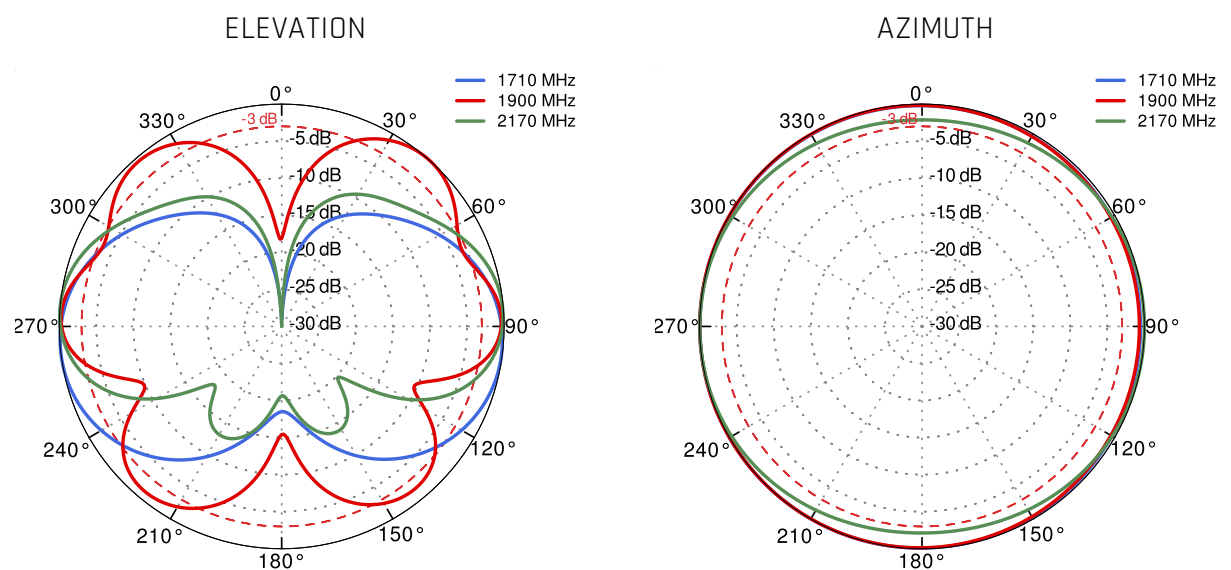 ELEVATION
1710 MHz
1900 MHz
2170 MHz
0°
330°
30°
-3 dB
-5 dB
-10 dB
300°
60°
-15 dB
-20 dB
-25 dB
270°
-30 dB
90°
240°
120°
210°
150°
180°
AZIMUTH
1710 MHz
1900 MHz
2170 MHz
0°
330°
30°
-3 dB
-5 dB
-10 dB
300°
60°
-15 dB
-20 dB
-25 dB
270°
-30 dB
90°
240°
120°
210°
150°
180°